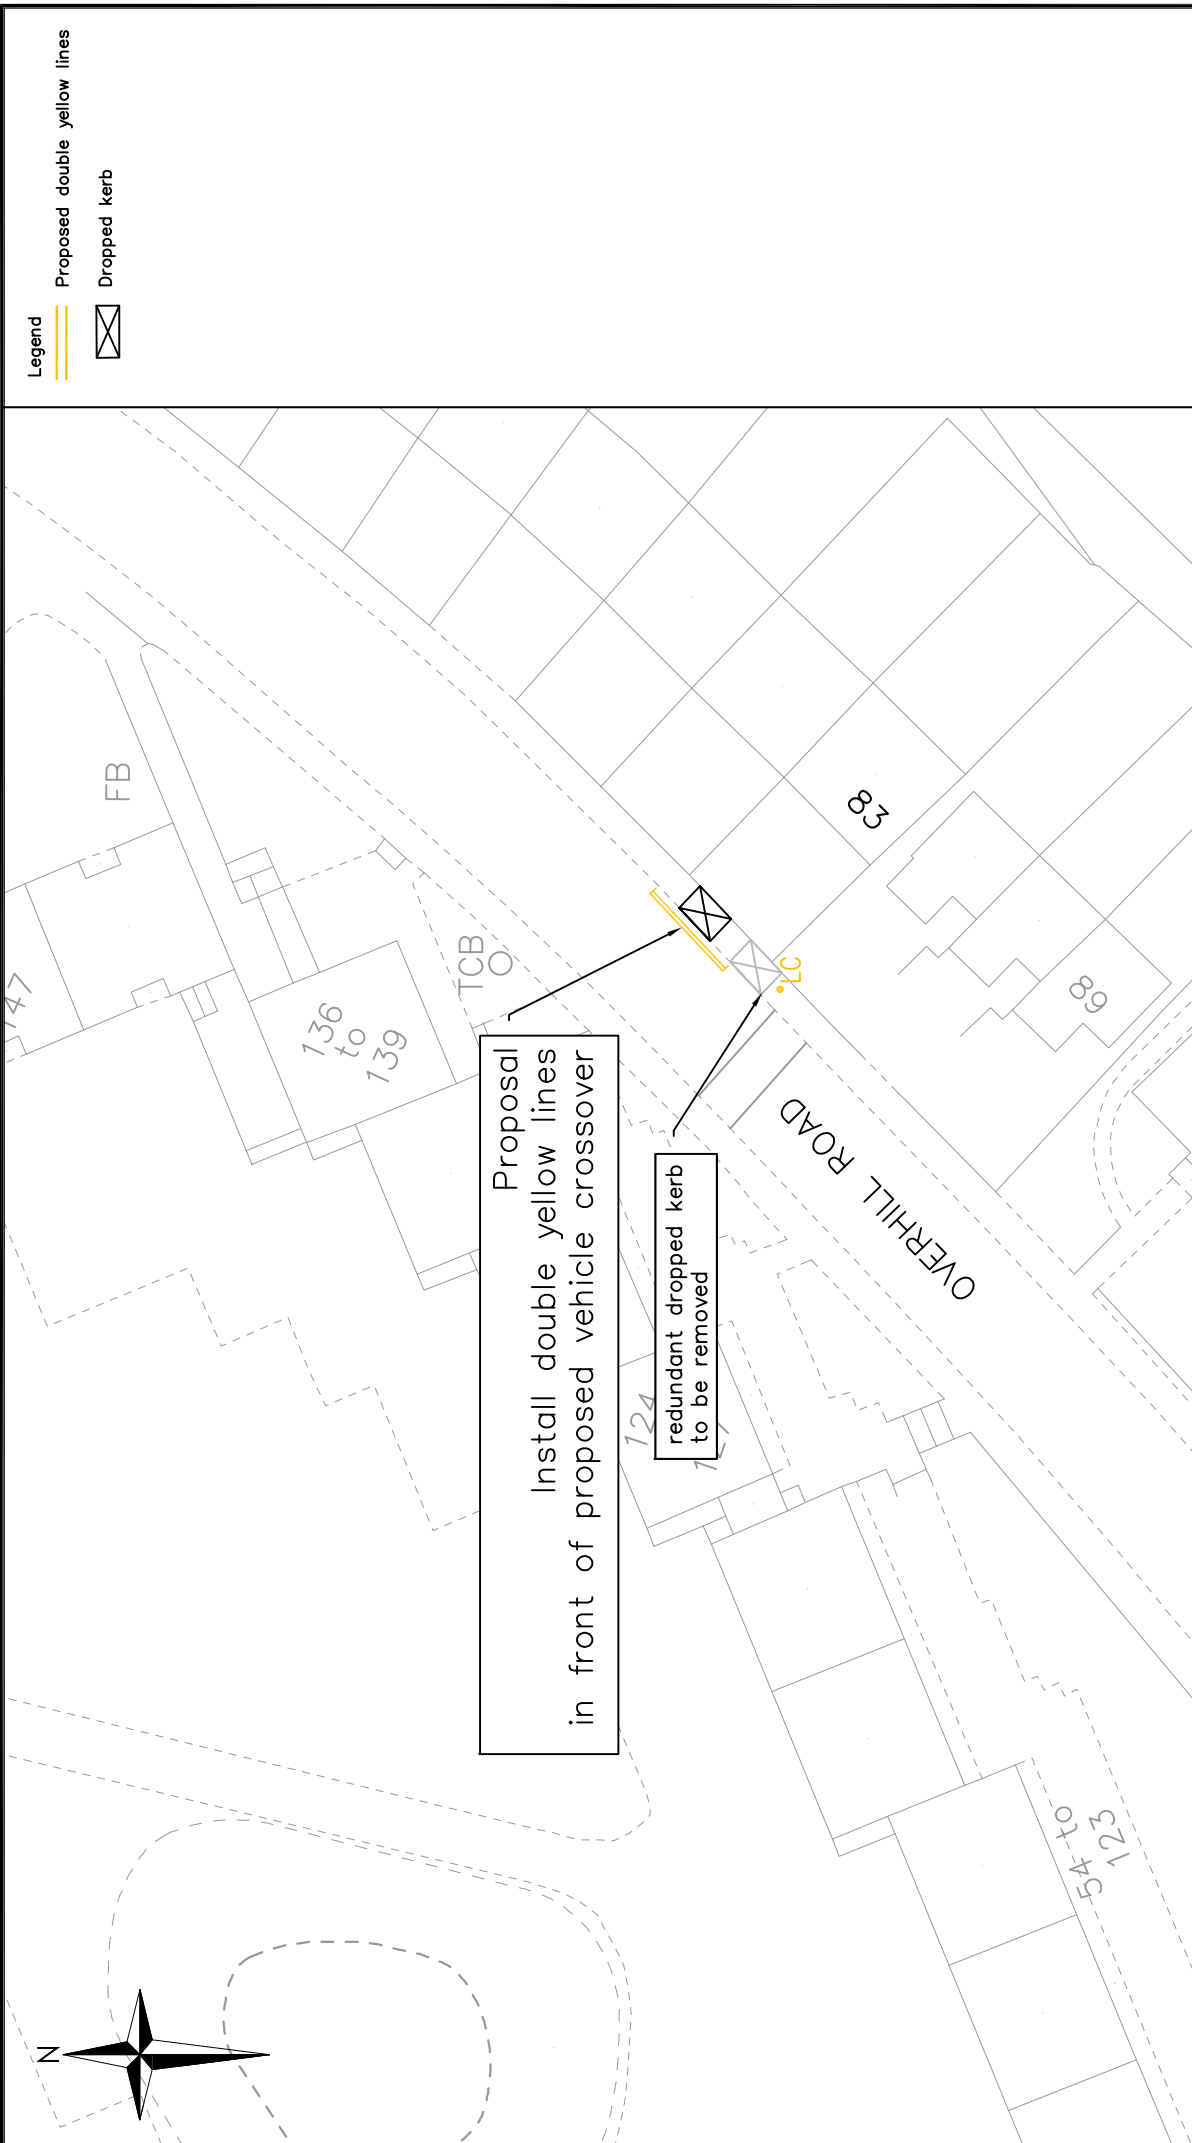 Legend
Proposed double yellow lines
Dropped kerb
N
147
FB
136
to
139
TCB
Proposal
Install double yellow lines
in front of proposed vehicle crossover
124
redundant dropped kerb
to be removed
LC
83
89
OVERHILL ROAD
54 to
123